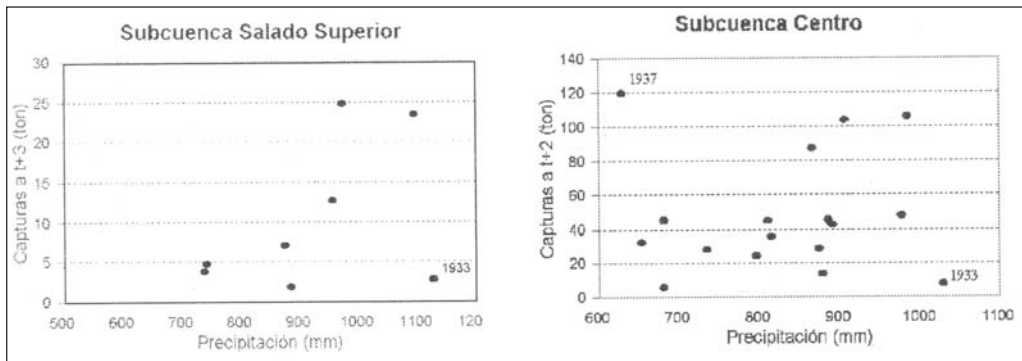 Subcuenca Salado Superior
Capturas a t+3 (ton)
30
25
20
15
10
5
0
1933
500 600 700 800 900 1000 1100 120
Precipitación (mm)
Subcuenca Centro
Capturas a t+2 (ton)
140
120
100
80
60
40
20
0
1937
1933
600 700 800 900 1000 1100
Precipitación (mm)